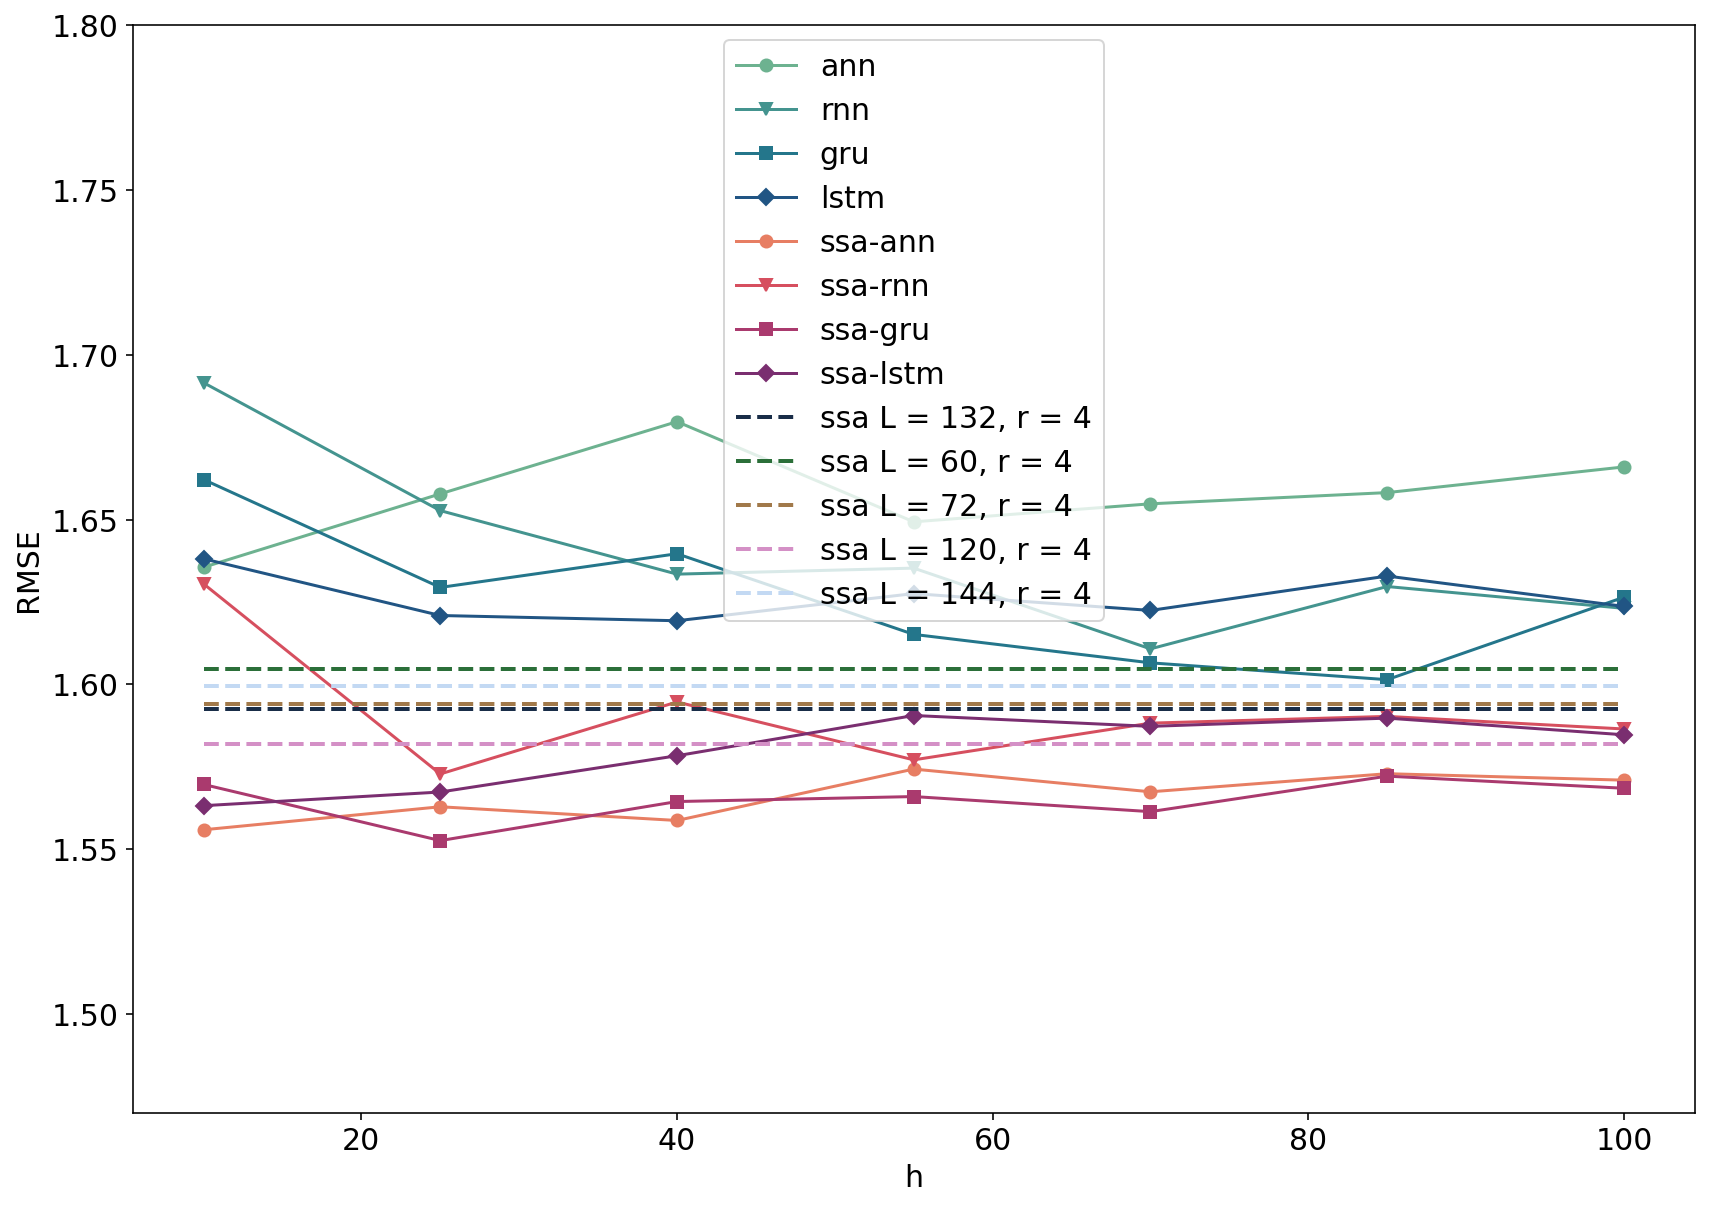 1.80
1.75
1.70
1.65
1.60
1.55
1.50
RMSE
ann
rnn
gru
lstm
ssa-ann
ssa-rnn
ssa-gru
ssa-lstm
ssa L = 132, r = 4
ssa L = 60, r = 4
ssa L = 72, r = 4
ssa L = 120, r = 4
ssa L = 144, r = 4
20 40 60 80 100
h